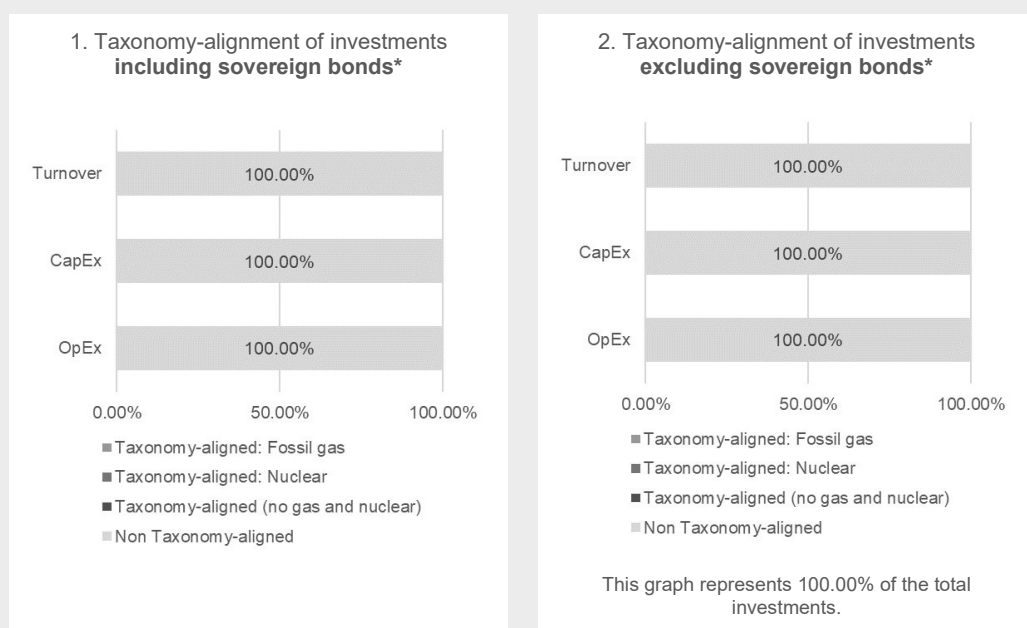 1. Taxonomy-alignment of investments
including sovereign bonds*
Turnover
100.00%
CapEx
100.00%
OpEx
100.00%
0.00%
50.00%
100.00%
Taxonomy-aligned: Fossil gas
Taxonomy-aligned: Nuclear
Taxonomy-aligned (no gas and nuclear)
Non Taxonomy-aligned
2. Taxonomy-alignment of investments
excluding sovereign bonds*
Turnover
100.00%
CapEx
100.00%
OpEx
100.00%
0.00%
50.00%
100.00%
Taxonomy-aligned: Fossil gas
Taxonomy-aligned: Nuclear
Taxonomy-aligned (no gas and nuclear)
Non Taxonomy-aligned
This graph represents 100.00% of the total
investments.